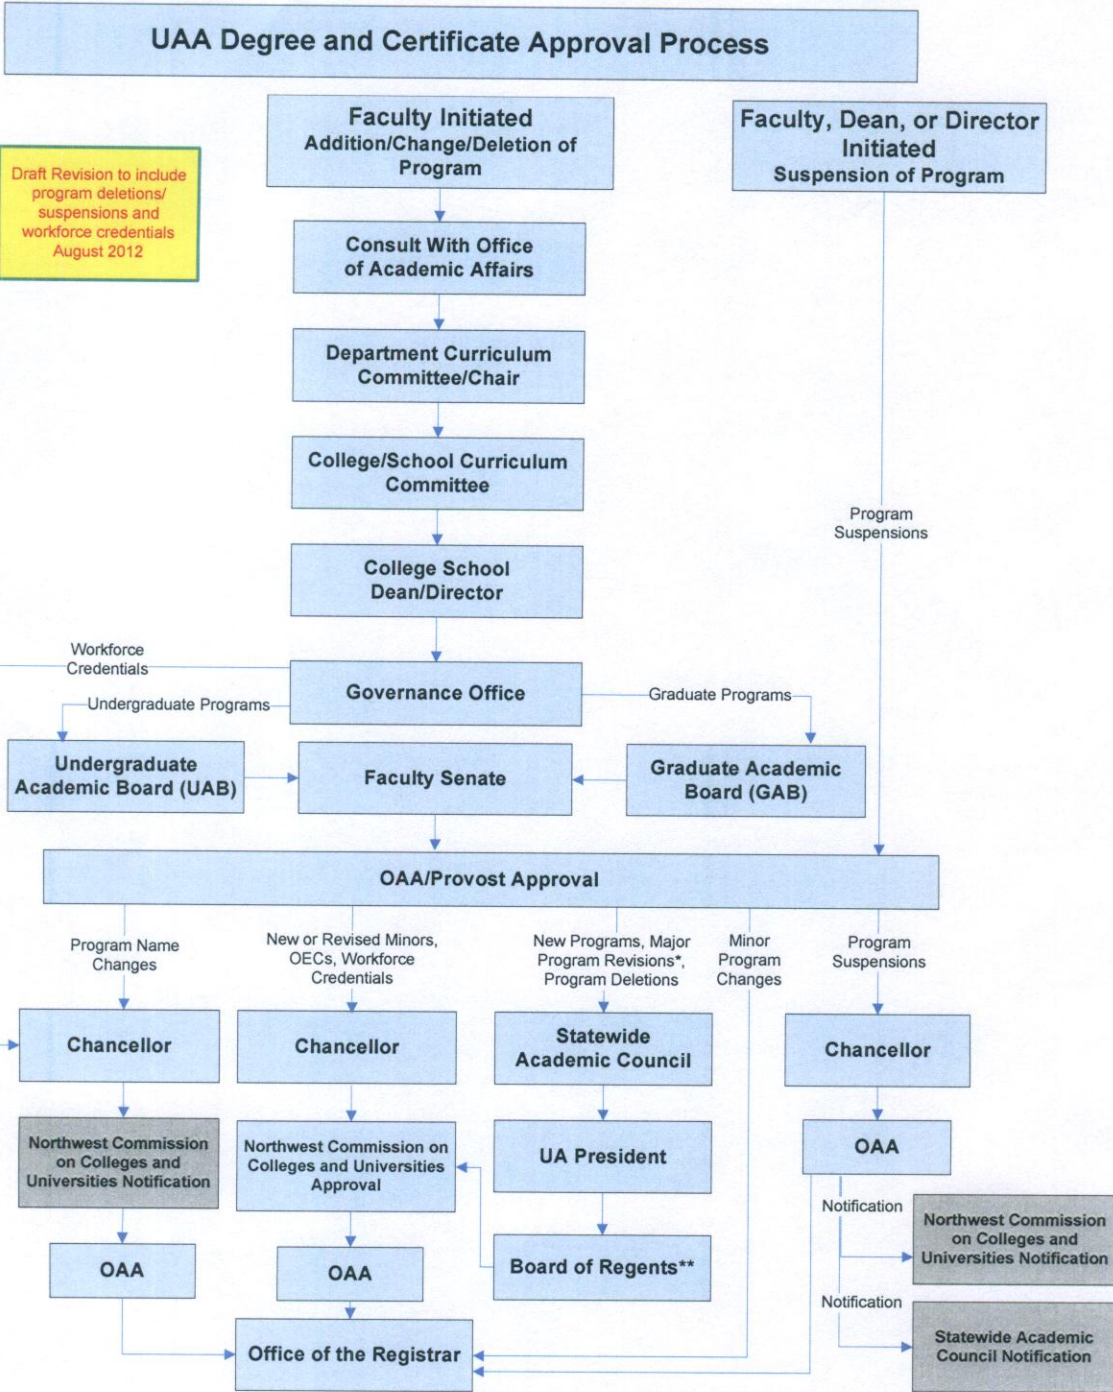 UAA Degree and Certificate Approval Process
Faculty Initiated
Addition/Change/Deletion of
Program
Faculty, Dean, or Director
Initiated
Suspension of Program
Draft Revision to include
program deletions/
suspensions and
workforce credentials
August 2012
Consult With Office
of Academic Affairs
Department Curriculum
Committee/Chair
College/School Curriculum
Committee
Program
Suspensions
College School
Dean/Director
Workforce
Credentials
Governance Office
Undergraduate Programs
Graduate Programs
Undergraduate
Academic Board (UAB)
Faculty Senate
Graduate Academic
Board (GAB)
OAA/Provost Approval
Program Name
Changes
New or Revised Minors,
OECs, Workforce
Credentials
New Programs, Major
Program Revisions*,
Program Deletions
Minor
Program
Changes
Program
Suspensions
Chancellor
Chancellor
Statewide
Academic Council
Chancellor
Northwest Commission
on Colleges and
Universities Notification
Northwest Commission on
Colleges and Universities
Approval
UA President
OAA
Notification
Northwest Commission
on Colleges and
Universities Notification
OAA
OAA
Board of Regents**
Notification
Statewide Academic
Council Notification
Office of the Registrar